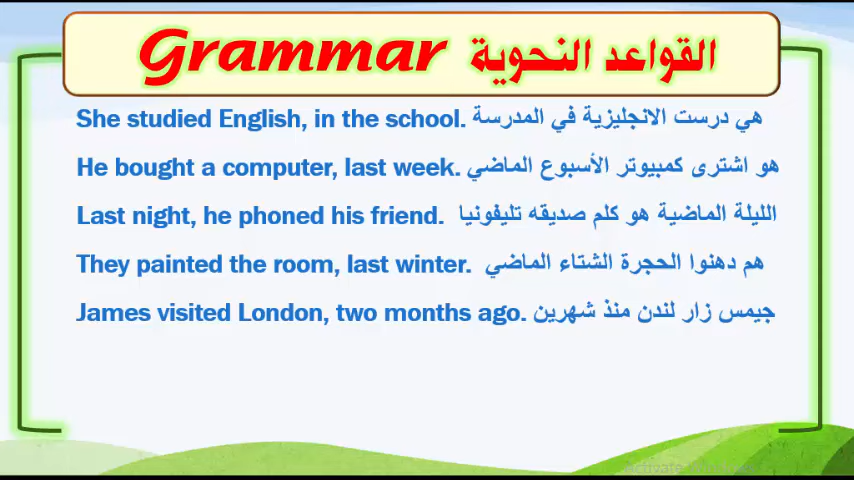 Grammar القواعد النحوية
She studied English, in the school. هي درست الانجليزية في المدرسة
He bought a computer, last week. هو اشترى كمبيوتر الأسبوع الماضي
Last night, he phoned his friend. الليلة الماضية هو كلم صديقه تليفونيا
They painted the room, last winter. هم دهنوا الحجرة الشتاء الماضي
James visited London, two months ago. جيمس زار لندن منذ شهرين